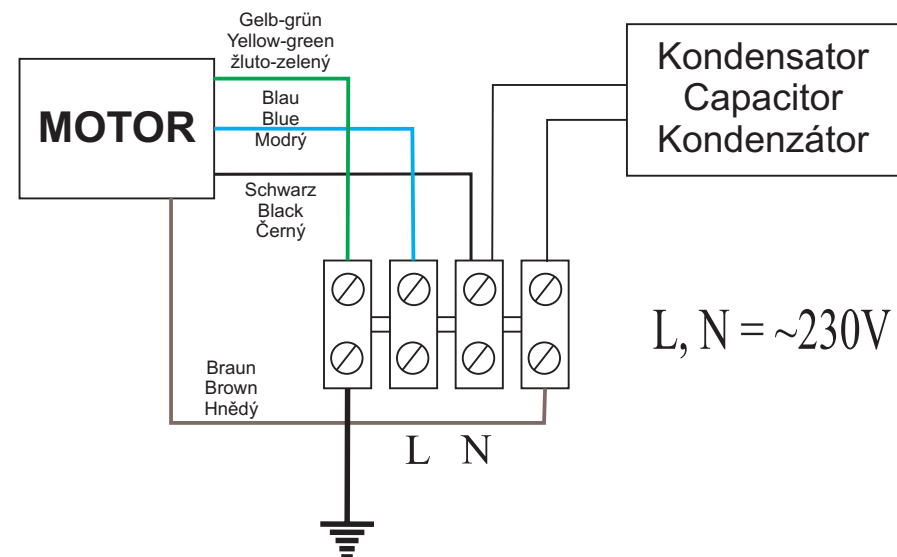 Gelb-grün
Yellow-green
žluto-zelený
MOTOR
Blau
Blue
Modrý
Schwarz
Black
Černý
Kondensator
Capacitor
Kondenzátor
L, N = ~230V
Braun
Brown
Hnědý
L N